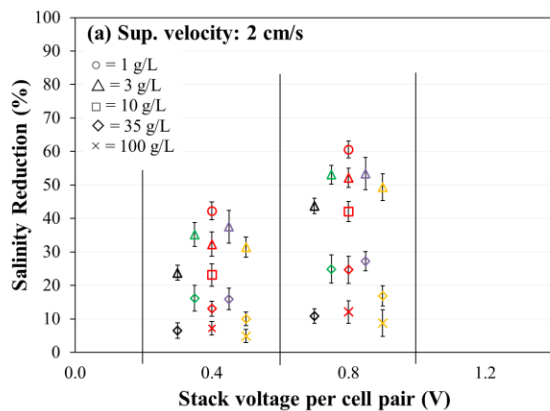 (a) Sup. velocity: 2 cm/s
○ = 1 g/L
△ = 3 g/L
□ = 10 g/L
◇ = 35 g/L
× = 100 g/L
100
90
80
70
60
50
40
30
20
10
0
Salinity Reduction (%)
0.0 0.4 0.8 1.2
Stack voltage per cell pair (V)